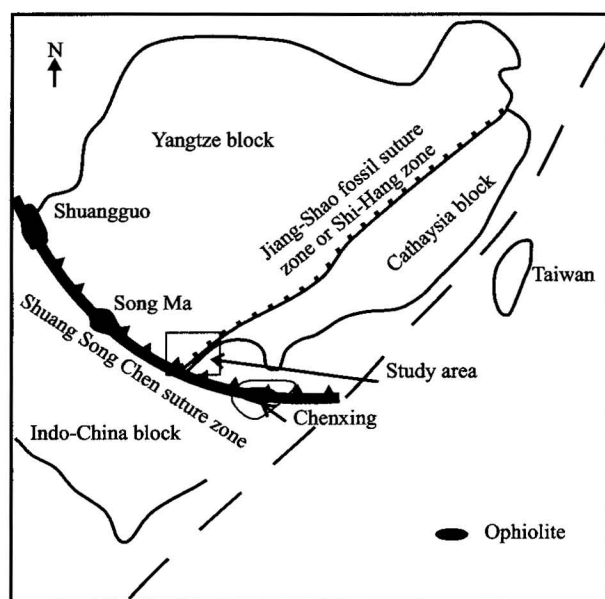 N
Yangtze block
Jiang-Shao fossil suture
zone or Shi-Hang zone
Cathaysia block
Shuangguo
Taiwan
Song Ma
Shuang Song Chen suture zone
Study area
Chenxing
Indo-China block
Ophiolite